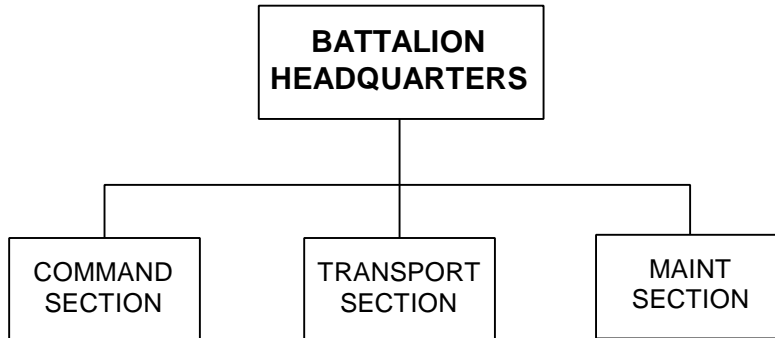 BATTALION
HEADQUARTERS
COMMAND
SECTION
TRANSPORT
SECTION
MAINT
SECTION